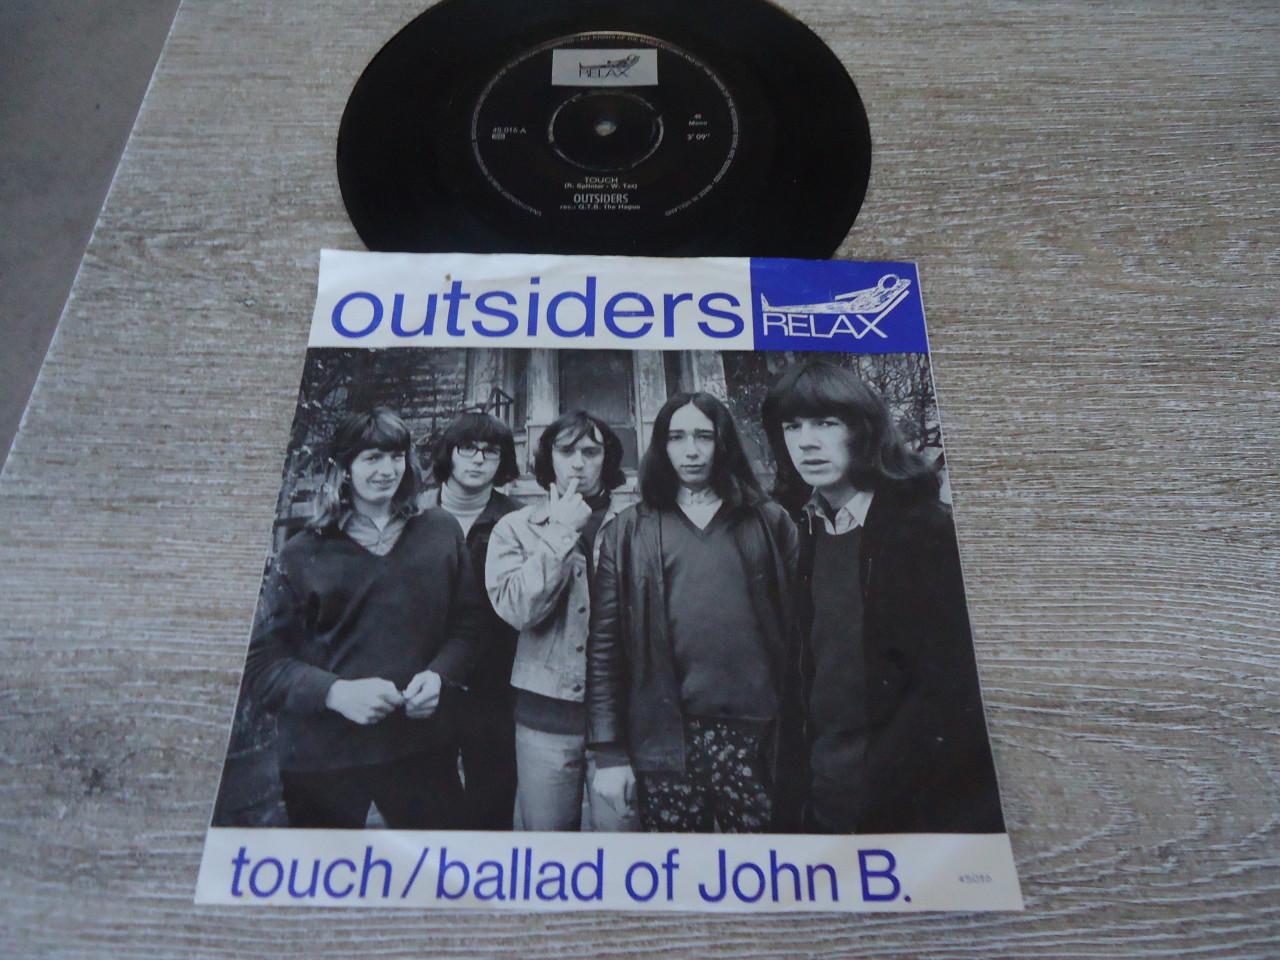 RELAX
45.016 A
45
Mono
3' 09"
TOUCH
(R. Splinter - W. Tax)
OUTSIDERS
rec.: G.T.B. The Hague
outsiders
RELAX
touch / ballad of John B.
45016